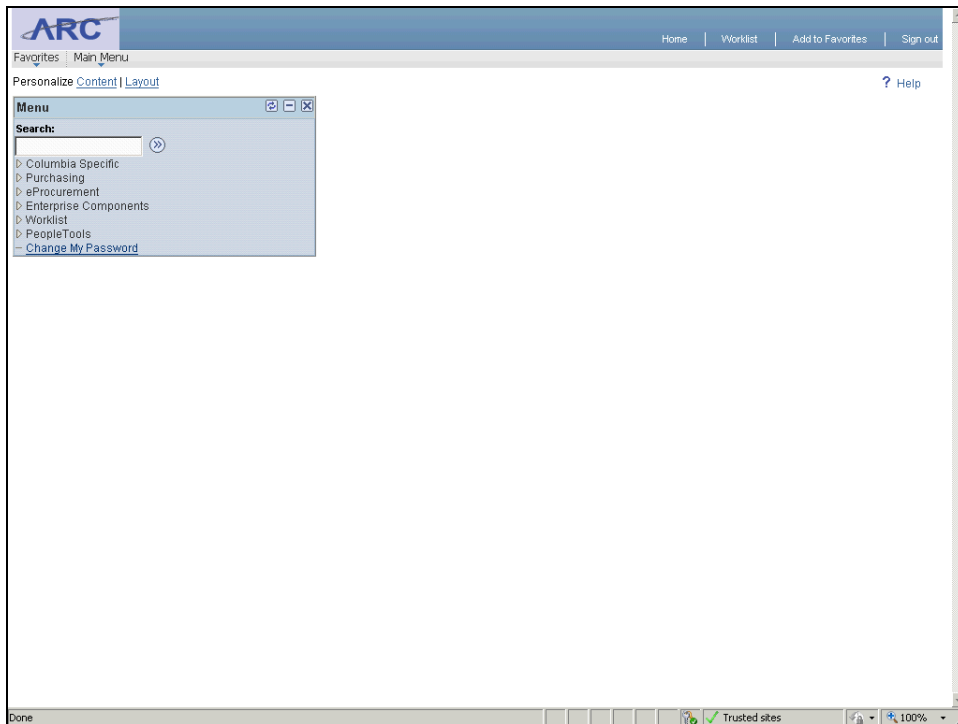 ARC
Home | Worklist | Add to Favorites | Sign out
Favorites Main Menu
Personalize Content | Layout
? Help
Menu
Search:
Columbia Specific
Purchasing
eProcurement
Enterprise Components
Worklist
PeopleTools
Change My Password
Done Trusted sites 100%